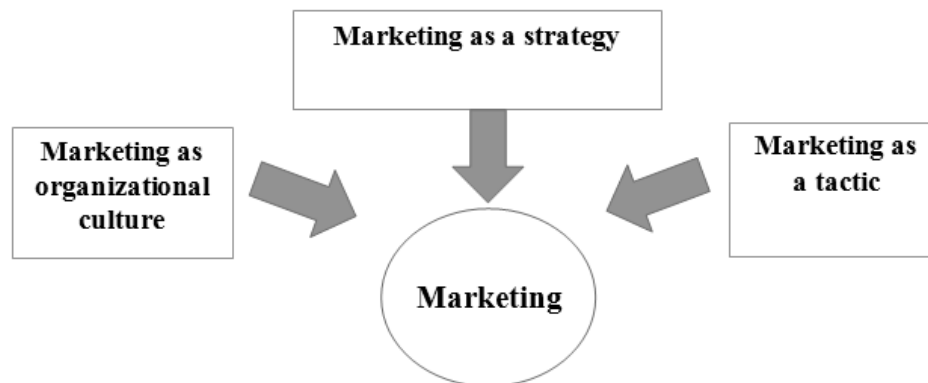 Marketing as a strategy
Marketing as
organizational
culture
Marketing as
a tactic
Marketing